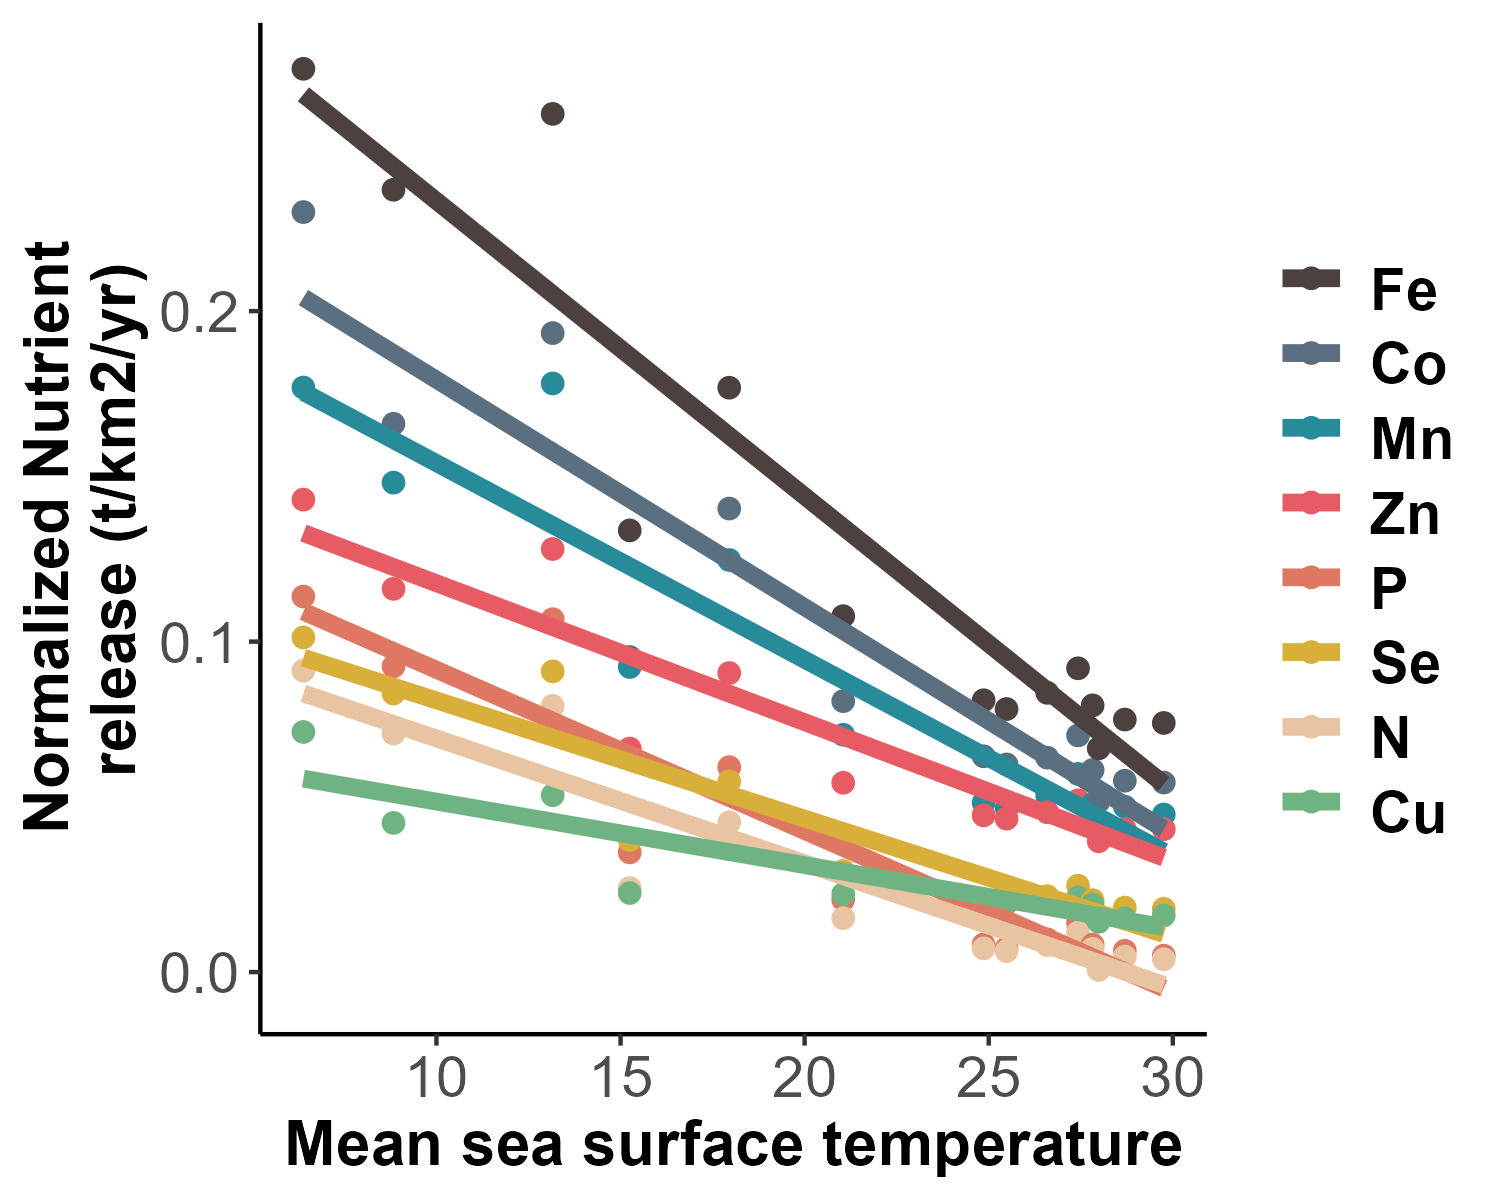 Normalized Nutrient
release (t/km2/yr)
0.2
0.1
0.0
10 15 20 25 30
Mean sea surface temperature
Fe
Co
Mn
Zn
P
Se
N
Cu